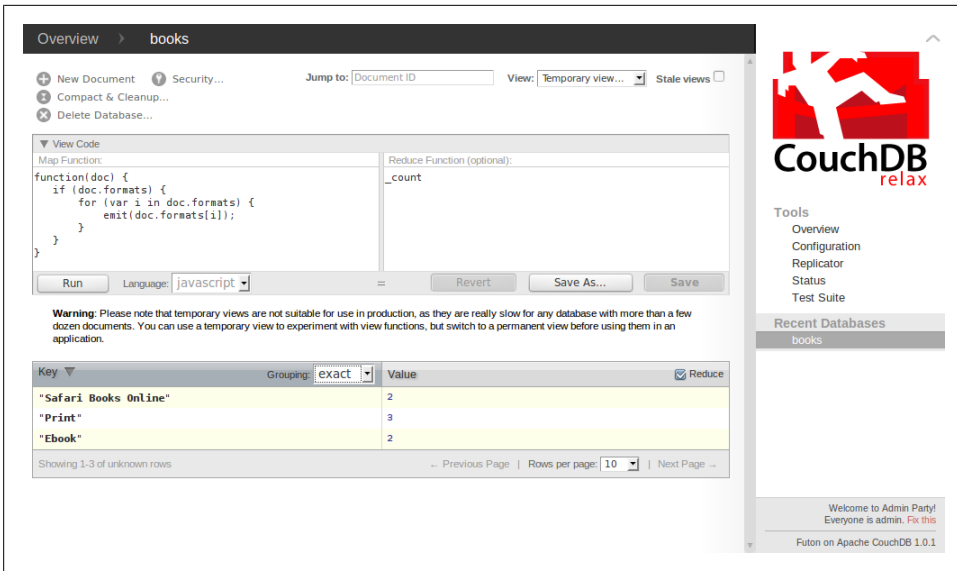 Overview books
New Document Security...
Jump to: Document ID
View: Temporary view... Stale views
Compact & Cleanup...
Delete Database...
View Code
Map Function:
function(doc) {
if (doc.formats) {
for (var i in doc.formats) {
emit(doc.formats[i]);
}
}
}
Reduce Function (optional):
_count
Run Language: javascript = Revert Save As... Save
Warning: Please note that temporary views are not suitable for use in production, as they are really slow for any database with more than a few
dozen documents. You can use a temporary view to experiment with view functions, but switch to a permanent view before using them in an
application.
Key Grouping: exact Value Reduce
"Safari Books Online" 2
"Print" 3
"Ebook" 2
Showing 1-3 of unknown rows ← Previous Page | Rows per page: 10 | Next Page →
CouchDB
relax
Tools
Overview
Configuration
Replicator
Status
Test Suite
Recent Databases
books
Welcome to Admin Party!
Everyone is admin. Fix this
Futon on Apache CouchDB 1.0.1